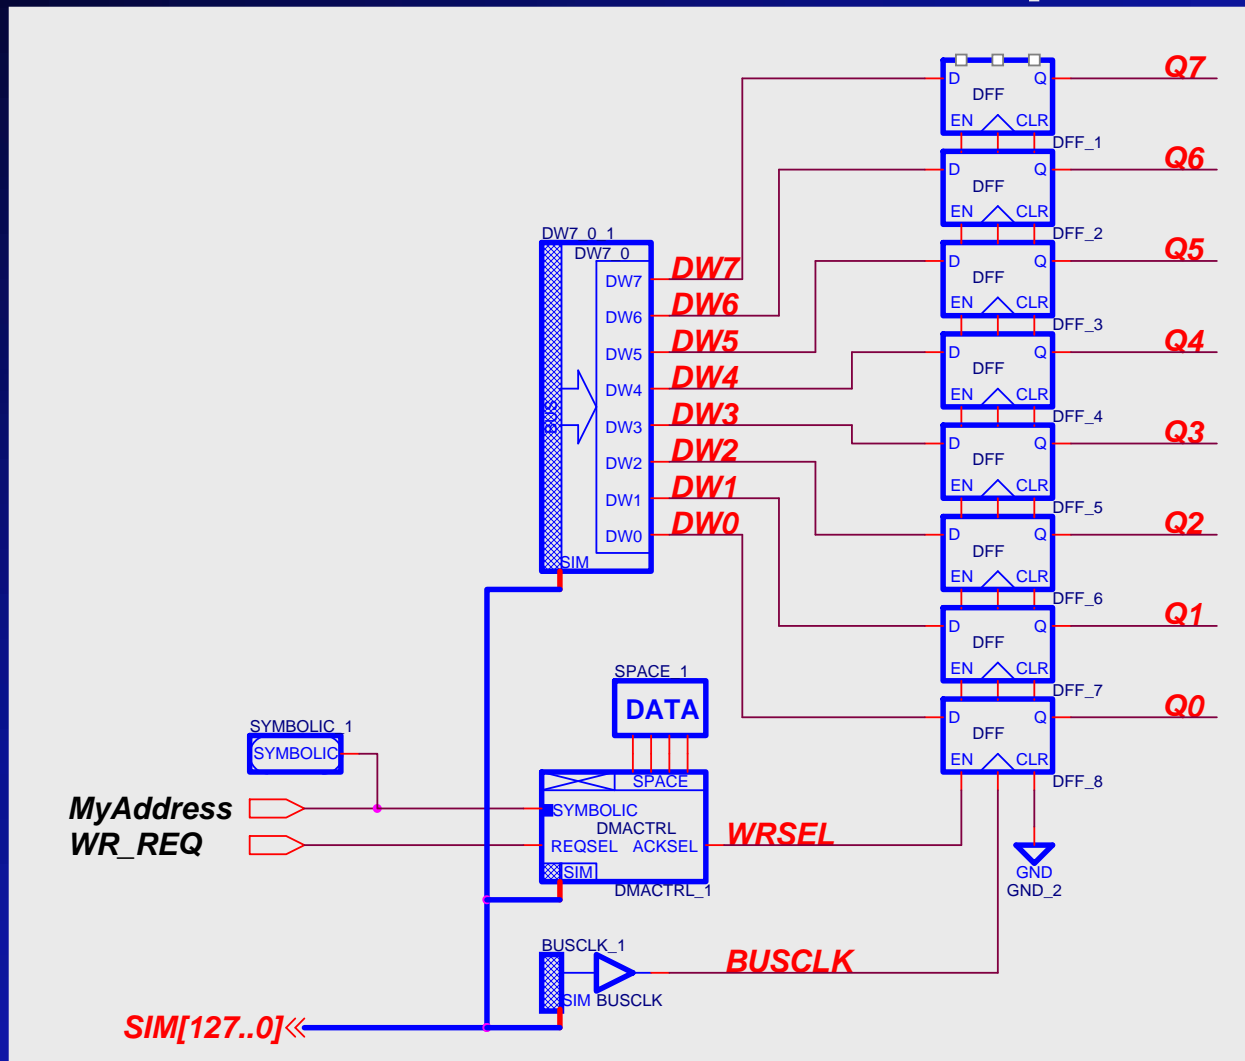 Q7
D Q
DFF
EN CLR
DFF_1
Q6
D Q
DFF
EN CLR
DFF_2
Q5
D Q
DFF
EN CLR
DFF_3
Q4
D Q
DFF
EN CLR
DFF_4
Q3
D Q
DFF
EN CLR
DFF_5
Q2
D Q
DFF
EN CLR
DFF_6
Q1
D Q
DFF
EN CLR
DFF_7
Q0
D Q
DFF
EN CLR
DFF_8
DW7_0_1
DW7_0
BUS
DW7 DW7
DW6 DW6
DW5 DW5
DW4 DW4
DW3 DW3
DW2 DW2
DW1 DW1
DW0 DW0
SIM
SPACE_1
DATA
SYMBOLIC_1
SYMBOLIC
MyAddress
WR_REQ
SPACE
SYMBOLIC
DMACTRL
REQSEL ACKSEL
SIM
DMACTRL_1
WRSEL
GND
GND_2
BUSCLK_1
SIM BUSCLK
BUSCLK
SIM[127..0]